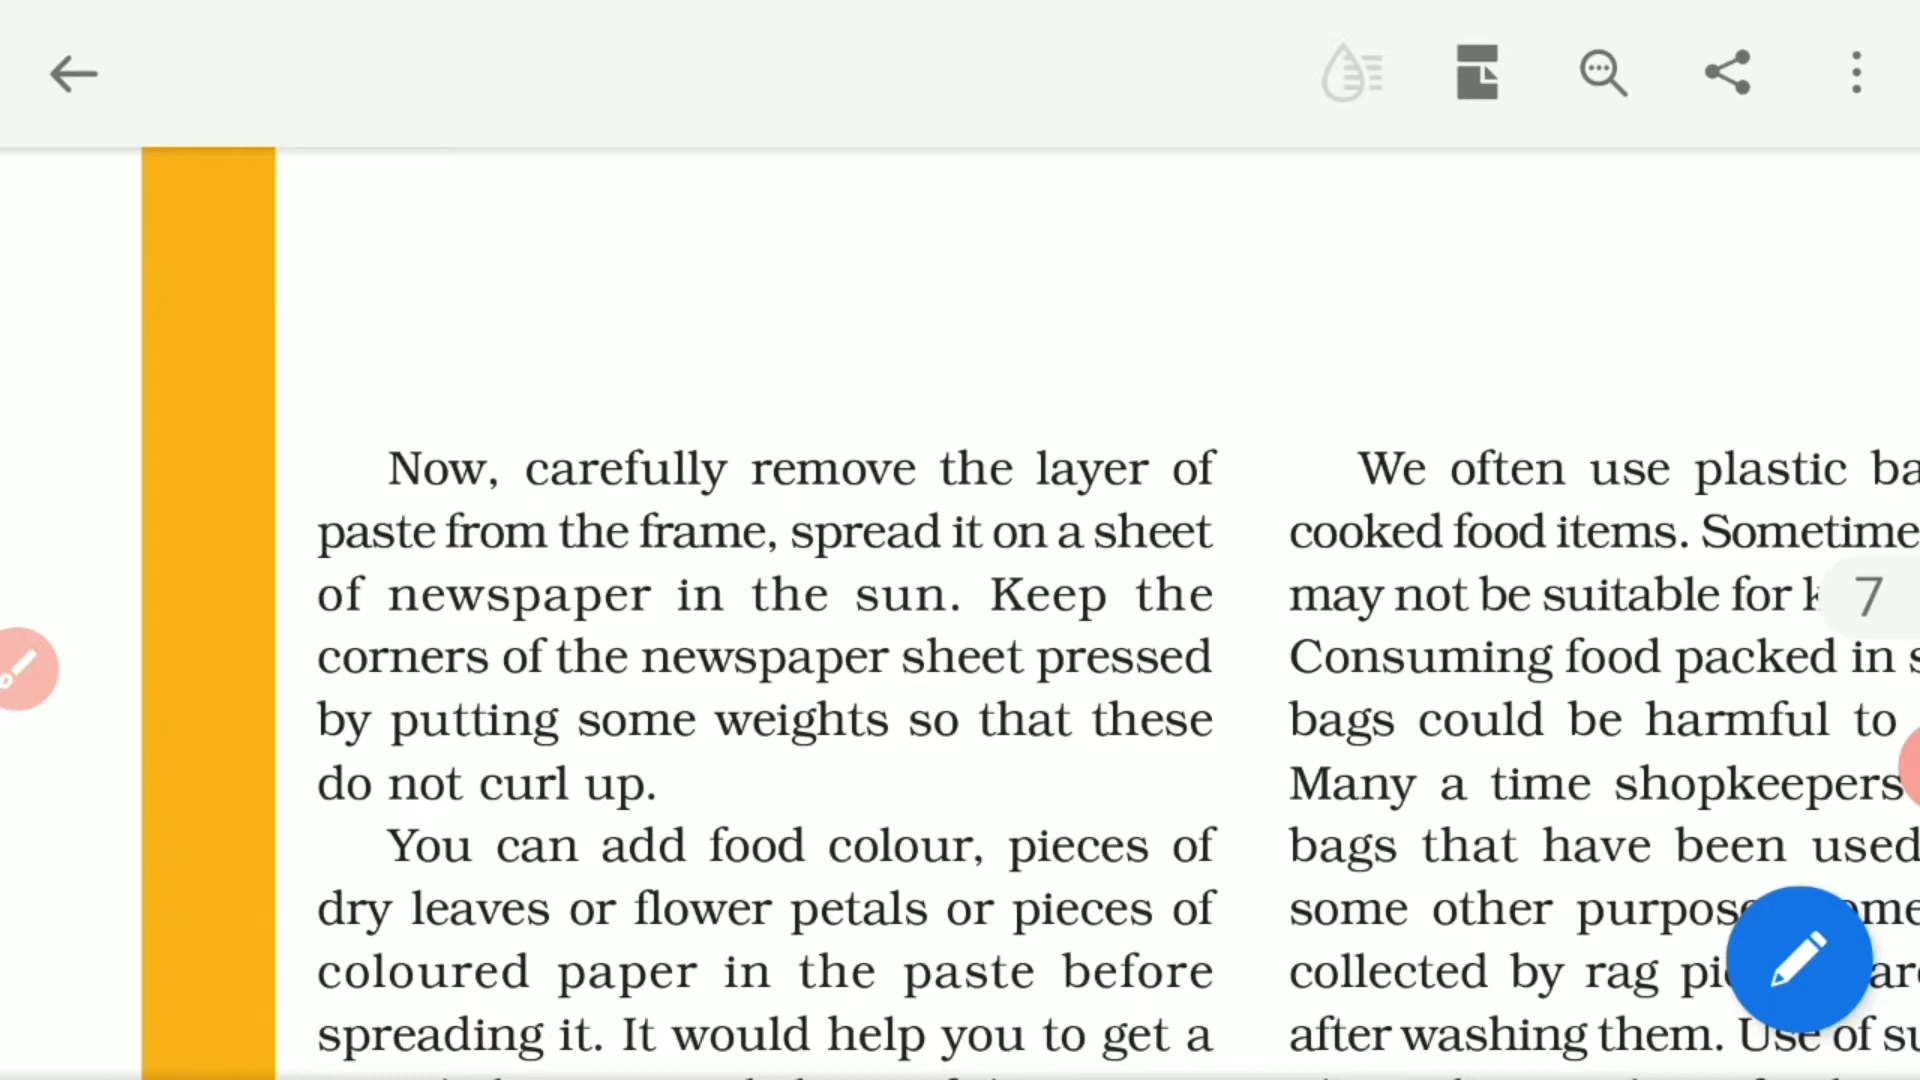 Now, carefully remove the layer of
paste from the frame, spread it on a sheet
of newspaper in the sun. Keep the
corners of the newspaper sheet pressed
by putting some weights so that these
do not curl up.
You can add food colour, pieces of
dry leaves or flower petals or pieces of
coloured paper in the paste before
spreading it. It would help you to get a
We often use plastic
cooked food items.
may not be suitable for
Consuming food packed in
bags could be harmful to
Many a time shopkeepers
bags that have been used
some other
collected by rag
after washing them. Use of
7